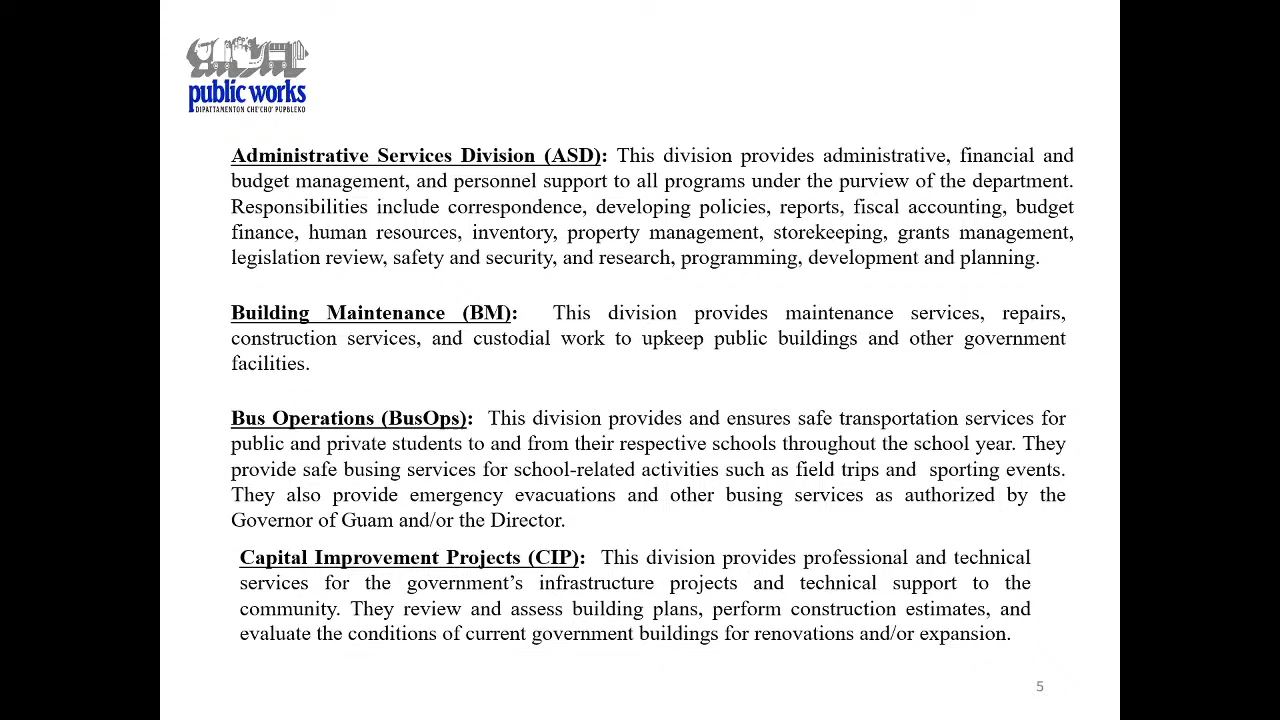 public works
DIPATTAMENTON CHE'CHO' PUPBLEKO
Administrative Services Division (ASD): This division provides administrative, financial and
budget management, and personnel support to all programs under the purview of the department.
Responsibilities include correspondence, developing policies, reports, fiscal accounting, budget
finance, human resources, inventory, property management, storekeeping, grants management,
legislation review, safety and security, and research, programming, development and planning.
Building Maintenance (BM): This division provides maintenance services, repairs,
construction services, and custodial work to upkeep public buildings and other government
facilities.
Bus Operations (BusOps): This division provides and ensures safe transportation services for
public and private students to and from their respective schools throughout the school year. They
provide safe busing services for school-related activities such as field trips and sporting events.
They also provide emergency evacuations and other busing services as authorized by the
Governor of Guam and/or the Director.
Capital Improvement Projects (CIP): This division provides professional and technical
services for the government’s infrastructure projects and technical support to the
community. They review and assess building plans, perform construction estimates, and
evaluate the conditions of current government buildings for renovations and/or expansion.
5